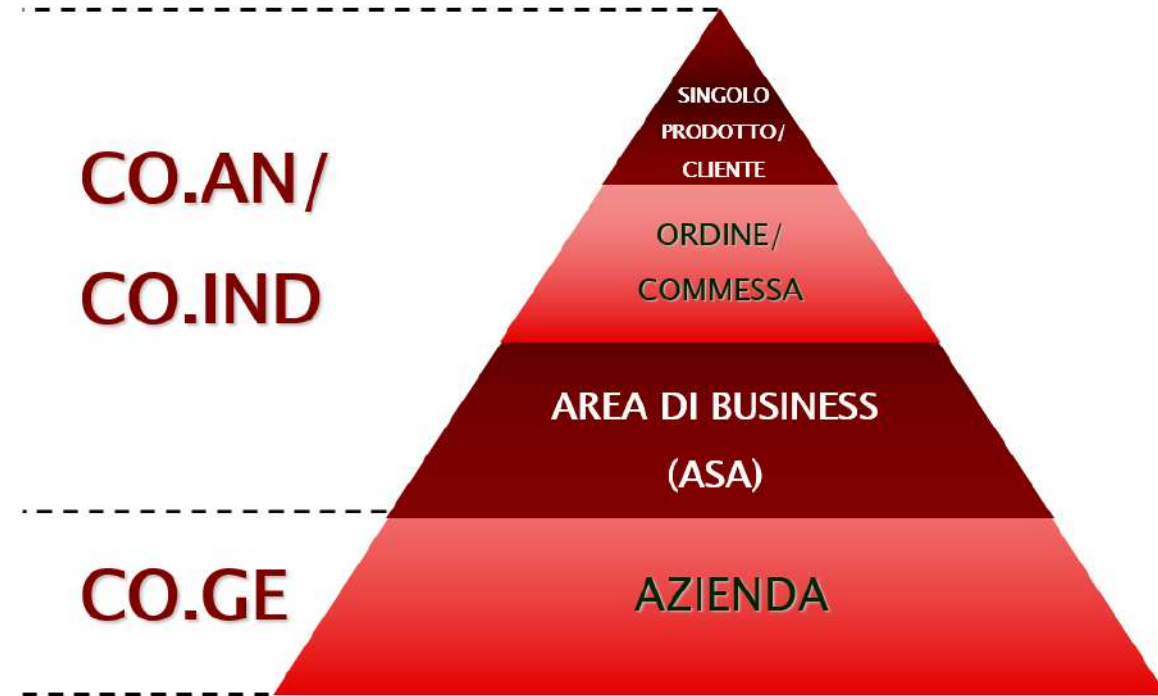 SINGOLO
PRODOTTO/
CLIENTE
CO.AN/
CO.IND
ORDINE/
COMMESSA
AREA DI BUSINESS
(ASA)
CO.GE
AZIENDA